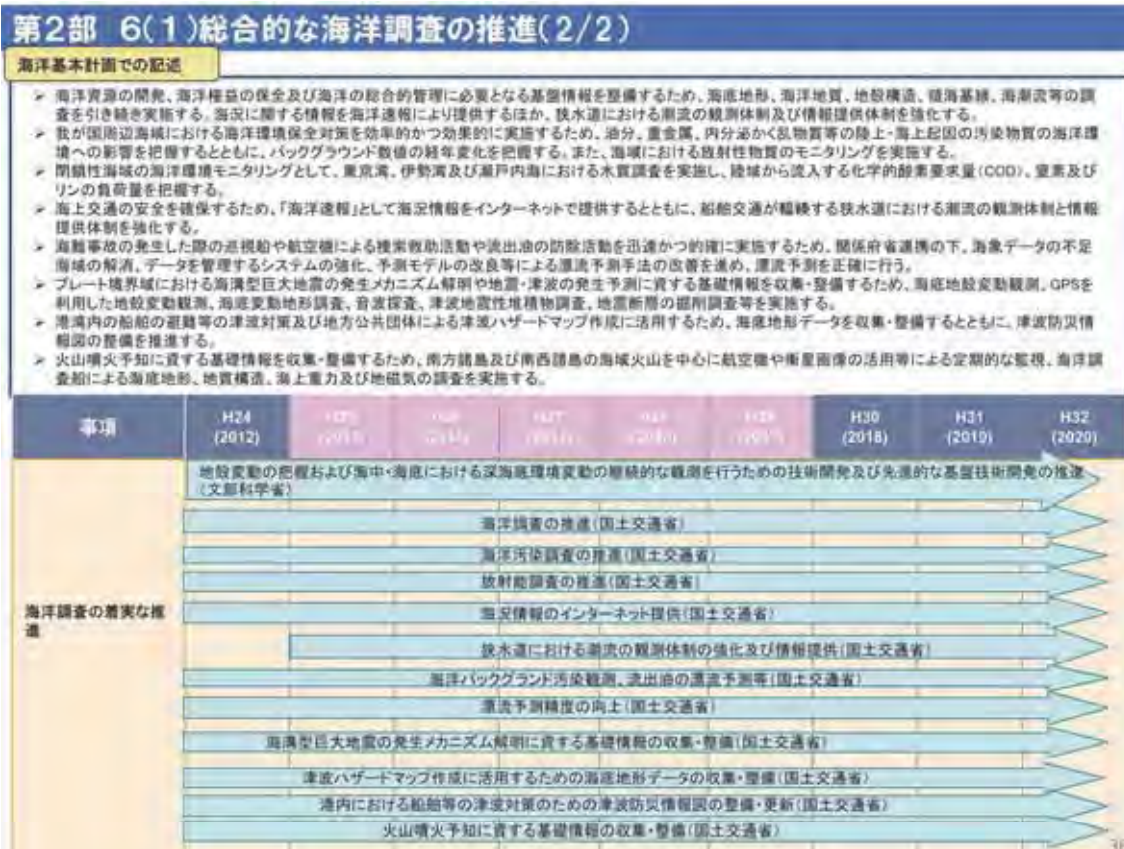 第2部 6(1)総合的な海洋調査の推進(2/2)
海洋基本計画での記述
➢ 海洋資源の開発、海洋権益の保全及び海洋の総合的管理に必要となる基盤情報を整備するため、海底地形、海洋地質、地殻構造、領海基線、海潮流等の調
査を引き続き実施する。海況に関する情報を海洋速報により提供するほか、狭水道における潮流の観測体制及び情報提供体制を強化する。
➢ 我が国周辺海域における海洋環境保全対策を効率的かつ効果的に実施するため、油分、重金属、内分泌かく乱物質等の陸上・海上起因の汚染物質の海洋環
境への影響を把握するとともに、バックグラウンド数値の経年変化を把握する。また、海域における放射性物質のモニタリングを実施する。
➢ 閉鎖性海域の海洋環境モニタリングとして、東京湾、伊勢湾及び瀬戸内海における水質調査を実施し、陸域から流入する化学的酸素要求量(COD)、窒素及び
リンの負荷量を把握する。
➢ 海上交通の安全を確保するため、「海洋速報」として海況情報をインターネットで提供するとともに、船舶交通が輻輳する狭水道における潮流の観測体制と情報
提供体制を強化する。
➢ 海難事故の発生した際の巡視船や航空機による捜索救助活動や流出油の防除活動を迅速かつ的確に実施するため、関係府省連携の下、海象データの不足
海域の解消、データを管理するシステムの強化、予測モデルの改良等による漂流予測手法の改善を進め、漂流予測を正確に行う。
➢ プレート境界域における海溝型巨大地震の発生メカニズム解明や地震・津波の発生予測に資する基礎情報を収集・整備するため、海底地殻変動観測、GPSを
利用した地殻変動観測、海底変動地形調査、音波探査、津波地震性堆積物調査、地震断層の掘削調査等を実施する。
➢ 港湾内の船舶の避難等の津波対策及び地方公共団体による津波ハザードマップ作成に活用するため、海底地形データを収集・整備するとともに、津波防災情
報図の整備を推進する。
➢ 火山噴火予知に資する基礎情報を収集・整備するため、南方諸島及び南西諸島の海域火山を中心に航空機や衛星画像の活用等による定期的な監視、海洋調
査船による海底地形、地質構造、海上重力及び地磁気の調査を実施する。
事項 H24 H25 H26 H27 H28 H29 H30 H31 H32
(2012) (2013) (2014) (2015) (2016) (2017) (2018) (2019) (2020)
地殻変動の把握および海中・海底における深海底環境変動の継続的な観測を行うための技術開発及び先進的な基盤技術開発の推進
(文部科学省)
海洋調査の推進(国土交通省)
海洋汚染調査の推進(国土交通省)
放射能調査の推進(国土交通省)
海洋調査の着実な推
進
海況情報のインターネット提供(国土交通省)
狭水道における潮流の観測体制の強化及び情報提供(国土交通省)
海洋バックグランド汚染観測、流出油の漂流予測等(国土交通省)
漂流予測精度の向上(国土交通省)
海溝型巨大地震の発生メカニズム解明に資する基礎情報の収集・整備(国土交通省)
津波ハザードマップ作成に活用するための海底地形データの収集・整備(国土交通省)
港内における船舶等の津波対策のための津波防災情報図の整備・更新(国土交通省)
火山噴火予知に資する基礎情報の収集・整備(国土交通省)